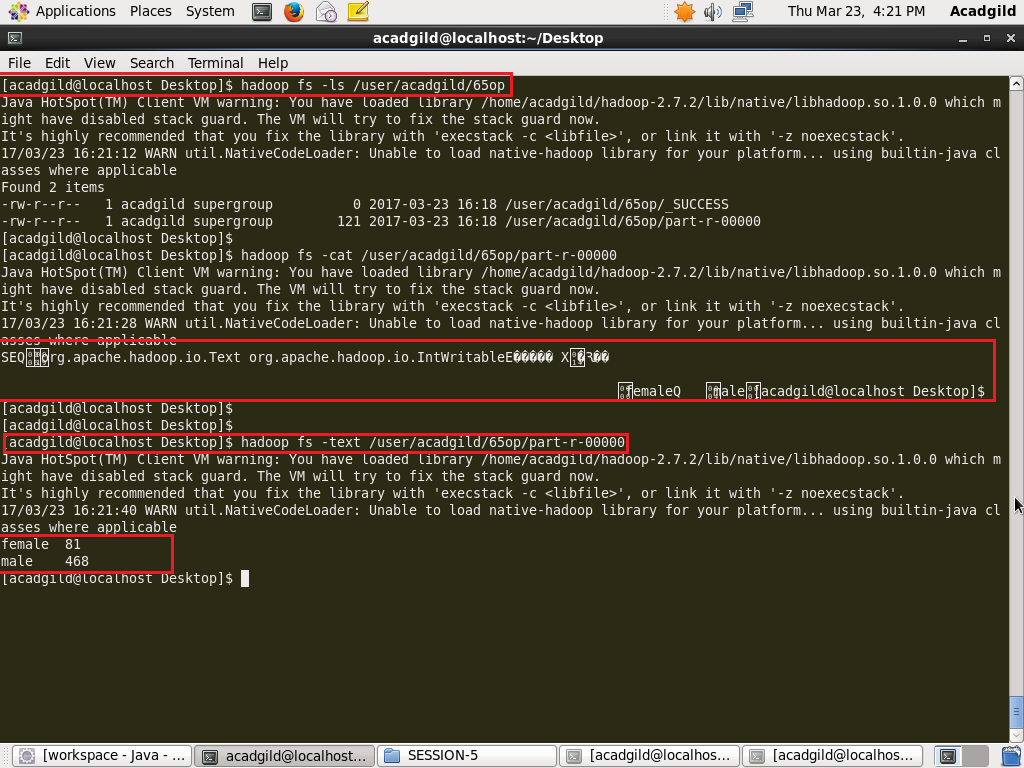 Applications Places System Thu Mar 23, 4:21 PM Acadgild
acadgild@localhost:~/Desktop
File Edit View Search Terminal Help
[acadgild@localhost Desktop]$ hadoop fs -ls /user/acadgild/65op
Java HotSpot(TM) Client VM warning: You have loaded library /home/acadgild/hadoop-2.7.2/lib/native/libhadoop.so.1.0.0 which m
ight have disabled stack guard. The VM will try to fix the stack guard now.
It's highly recommended that you fix the library with 'execstack -c <libfile>', or link it with '-z noexecstack'.
17/03/23 16:21:12 WARN util.NativeCodeLoader: Unable to load native-hadoop library for your platform... using builtin-java cl
asses where applicable
Found 2 items
-rw-r--r--   1 acadgild supergroup          0 2017-03-23 16:18 /user/acadgild/65op/_SUCCESS
-rw-r--r--   1 acadgild supergroup        121 2017-03-23 16:18 /user/acadgild/65op/part-r-00000
[acadgild@localhost Desktop]$
[acadgild@localhost Desktop]$ hadoop fs -cat /user/acadgild/65op/part-r-00000
Java HotSpot(TM) Client VM warning: You have loaded library /home/acadgild/hadoop-2.7.2/lib/native/libhadoop.so.1.0.0 which m
ight have disabled stack guard. The VM will try to fix the stack guard now.
It's highly recommended that you fix the library with 'execstack -c <libfile>', or link it with '-z noexecstack'.
17/03/23 16:21:28 WARN util.NativeCodeLoader: Unable to load native-hadoop library for your platform... using builtin-java cl
asses where applicable
SEQ org.apache.hadoop.io.Text org.apache.hadoop.io.IntWritableE����� X
femaleQ male [acadgild@localhost Desktop]$
[acadgild@localhost Desktop]$
[acadgild@localhost Desktop]$
[acadgild@localhost Desktop]$ hadoop fs -text /user/acadgild/65op/part-r-00000
Java HotSpot(TM) Client VM warning: You have loaded library /home/acadgild/hadoop-2.7.2/lib/native/libhadoop.so.1.0.0 which m
ight have disabled stack guard. The VM will try to fix the stack guard now.
It's highly recommended that you fix the library with 'execstack -c <libfile>', or link it with '-z noexecstack'.
17/03/23 16:21:40 WARN util.NativeCodeLoader: Unable to load native-hadoop library for your platform... using builtin-java cl
asses where applicable
female  81
male    468
[acadgild@localhost Desktop]$
[workspace - Java - ... acadgild@localhost... SESSION-5 [acadgild@localhos... [acadgild@localhos...